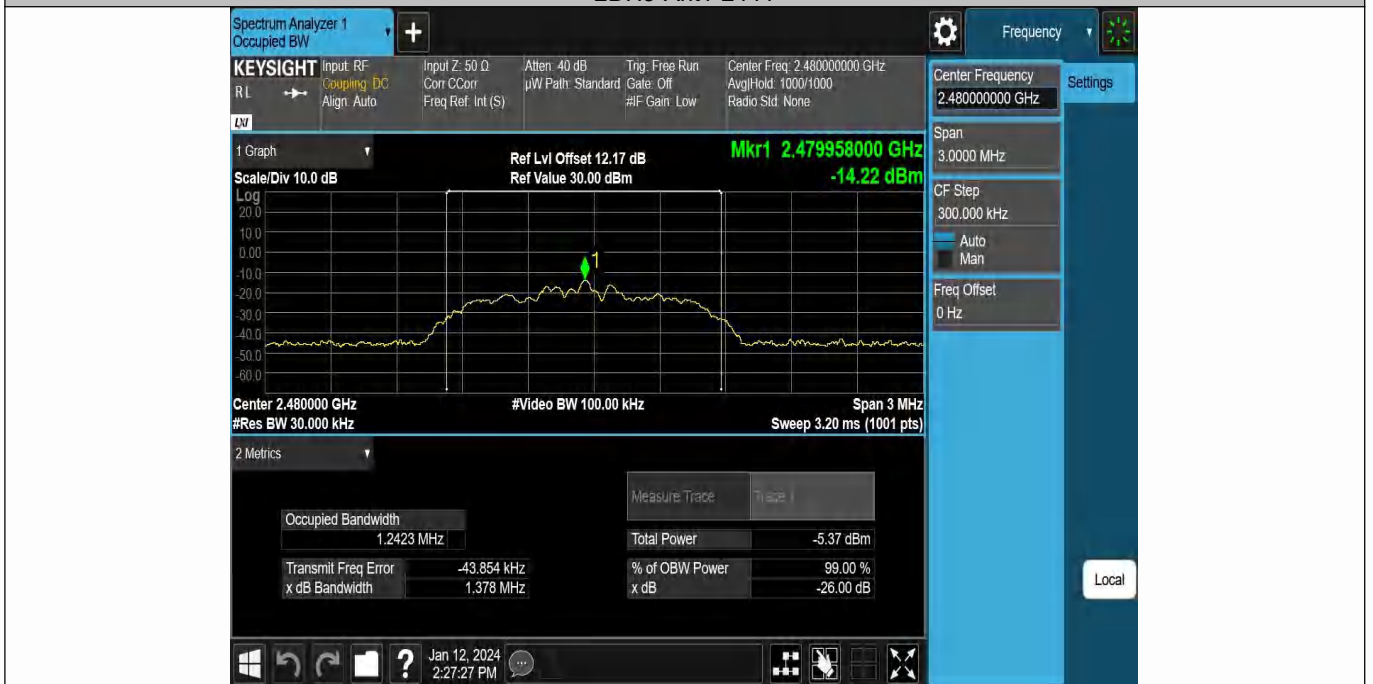 Spectrum Analyzer 1
Occupied BW
+
Frequency
KEYSIGHT
RL
LXI
Input: RF
Coupling: DC
Align: Auto
Input Z: 50 Ω
Corr CCorr
Freq Ref: Int (S)
Atten: 40 dB
µW Path: Standard
Trig: Free Run
Gate: Off
#IF Gain: Low
Center Freq: 2.480000000 GHz
Avg|Hold: 1000/1000
Radio Std: None
Center Frequency
2.480000000 GHz
Settings
Span
3.0000 MHz
CF Step
300.000 kHz
Auto
Man
Freq Offset
0 Hz
Local
1 Graph
Scale/Div 10.0 dB
Ref Lvl Offset 12.17 dB
Ref Value 30.00 dBm
Mkr1 2.479958000 GHz
-14.22 dBm
Log
20.0
10.0
0.00
-10.0
-20.0
-30.0
-40.0
-50.0
-60.0
1
Center 2.480000 GHz
#Res BW 30.000 kHz
#Video BW 100.00 kHz
Span 3 MHz
Sweep 3.20 ms (1001 pts)
2 Metrics
Measure Trace
Trace 1
Occupied Bandwidth
1.2423 MHz
Total Power
-5.37 dBm
Transmit Freq Error
-43.854 kHz
% of OBW Power
99.00 %
x dB Bandwidth
1.378 MHz
x dB
-26.00 dB
?
Jan 12, 2024
2:27:27 PM